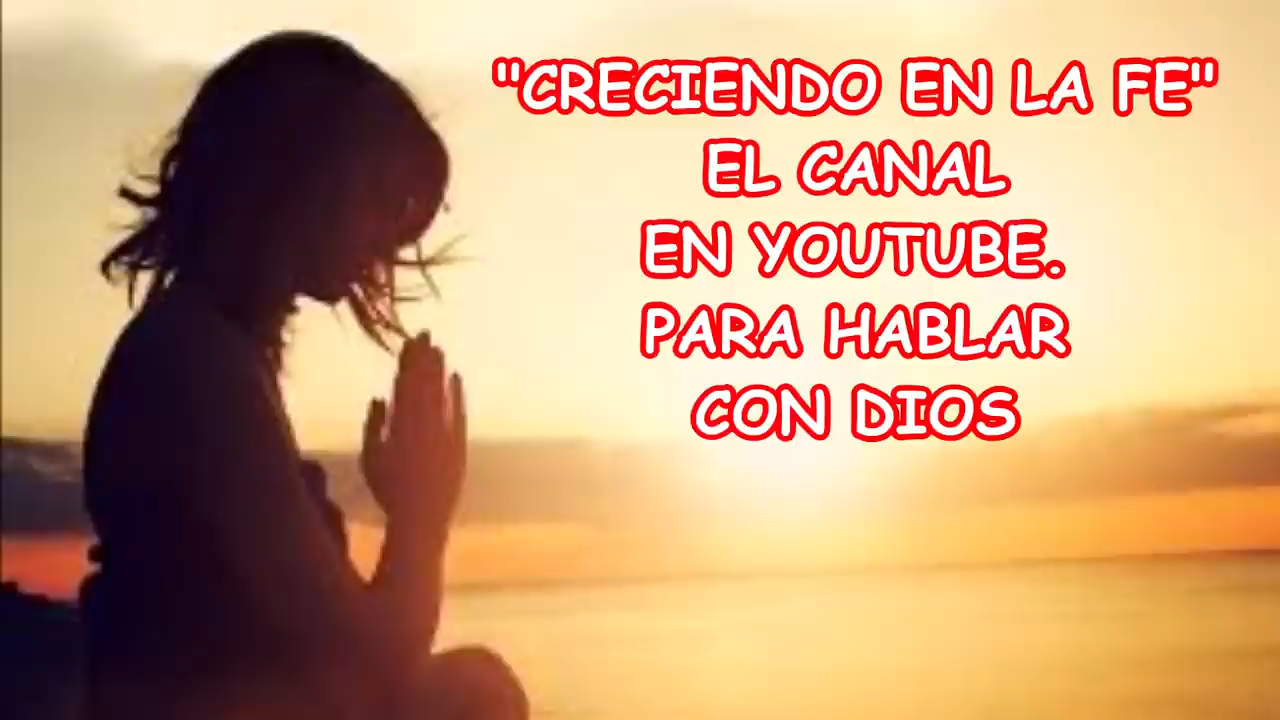 "CRECIENDO EN LA FE"
EL CANAL
EN YOUTUBE.
PARA HABLAR
CON DIOS